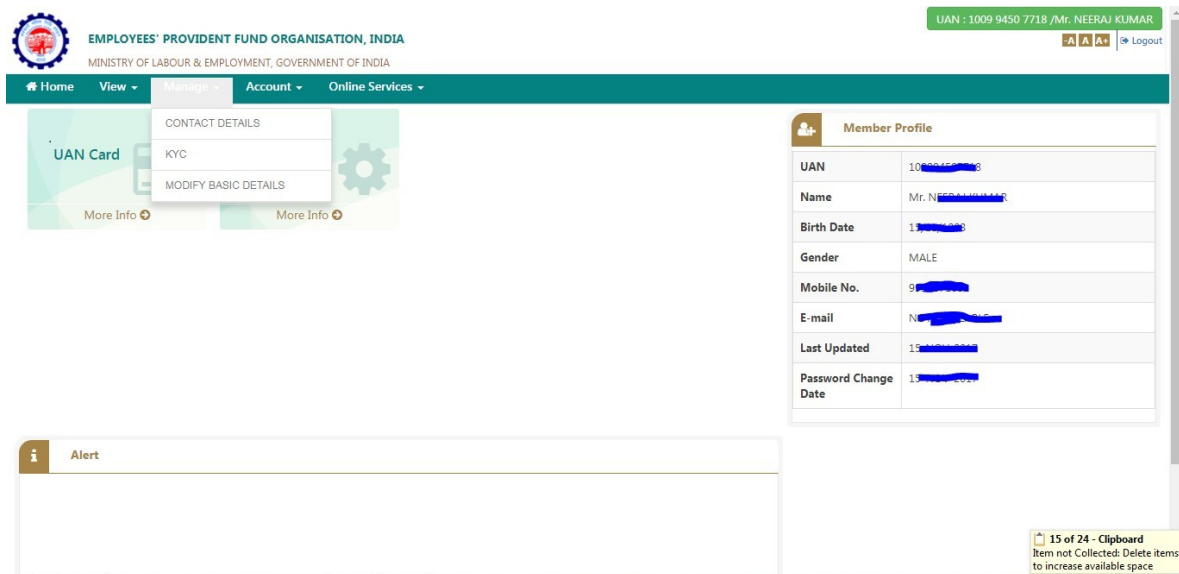 UAN : 1009 9450 7718 /Mr. NEERAJ KUMAR
EMPLOYEES' PROVIDENT FUND ORGANISATION, INDIA
MINISTRY OF LABOUR & EMPLOYMENT, GOVERNMENT OF INDIA
-A A A+ Logout
Home View Manage Account Online Services
CONTACT DETAILS
KYC
MODIFY BASIC DETAILS
UAN Card
More Info
More Info
Member Profile
UAN
Name Mr.
Birth Date
Gender MALE
Mobile No.
E-mail
Last Updated
Password Change
Date
Alert
15 of 24 - Clipboard
Item not Collected: Delete items
to increase available space